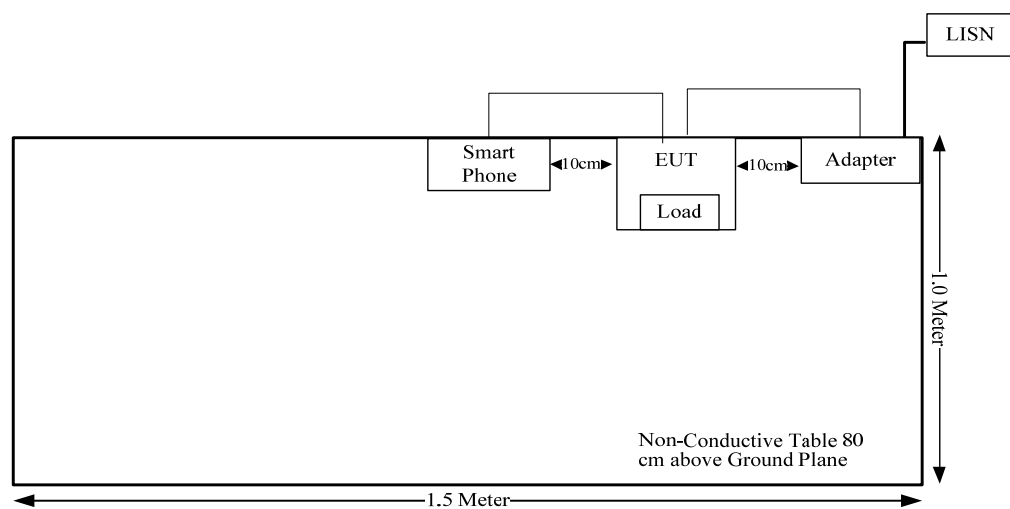 LISN
Smart
Phone
10cm
EUT
10cm
Adapter
Load
1.0 Meter
Non-Conductive Table 80
cm above Ground Plane
1.5 Meter